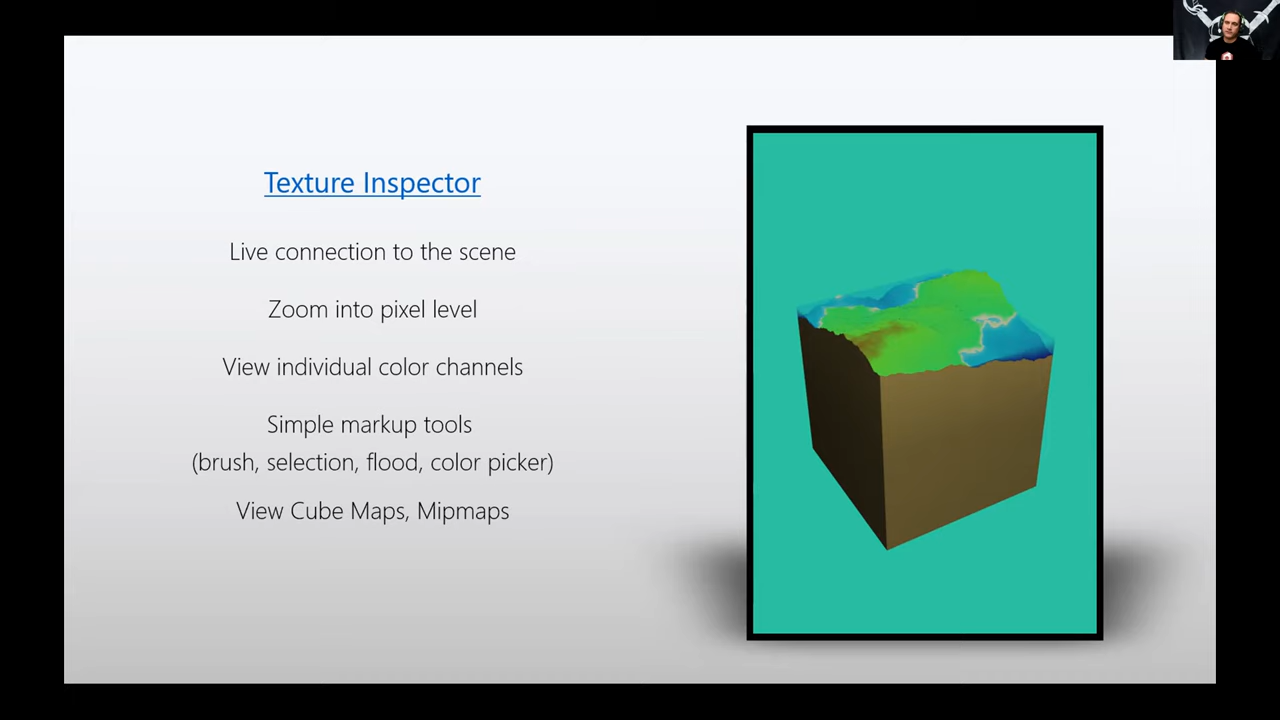 Texture Inspector
Live connection to the scene
Zoom into pixel level
View individual color channels
Simple markup tools
(brush, selection, flood, color picker)
View Cube Maps, Mipmaps